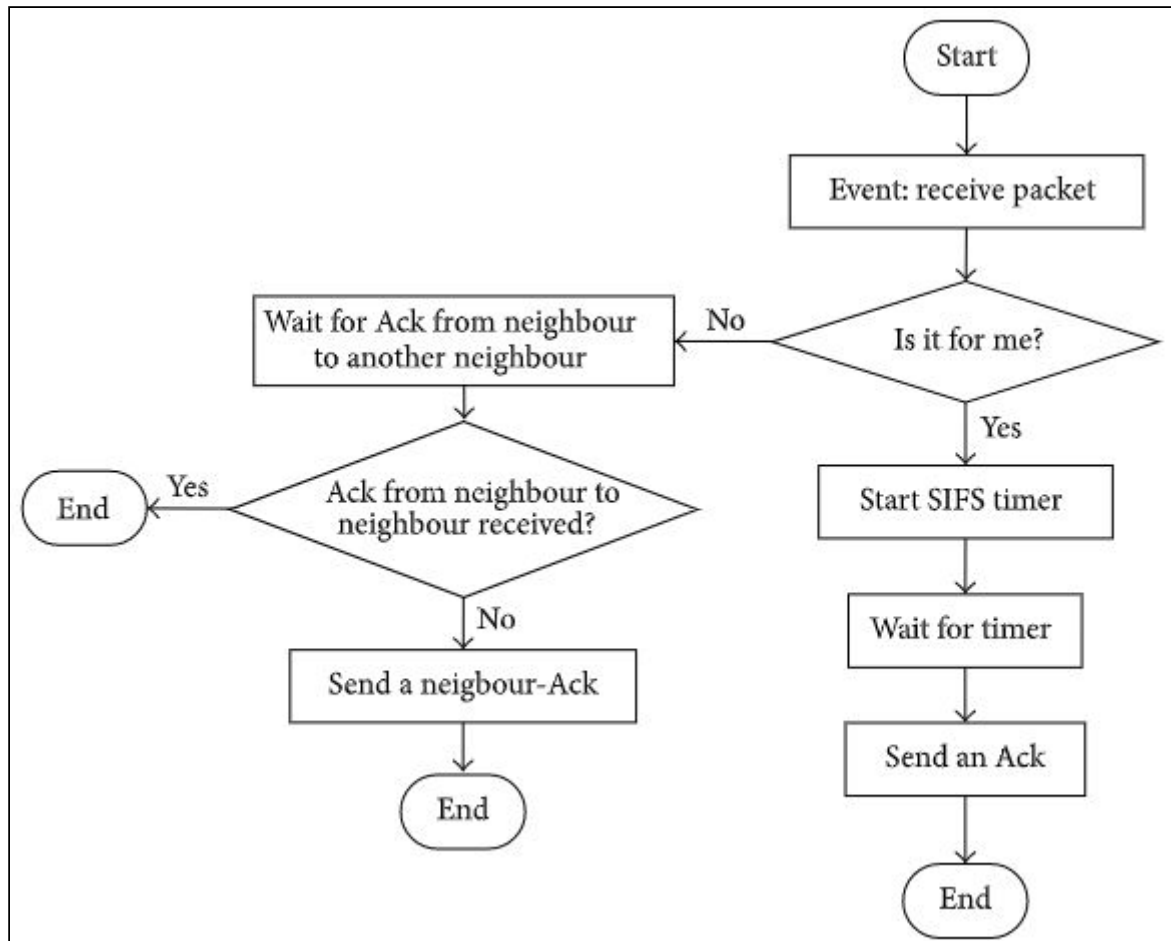 Start
Event: receive packet
Is it for me?
No
Wait for Ack from neighbour
to another neighbour
Yes
Ack from neighbour to
neighbour received?
Yes
End
No
Send a neigbour-Ack
End
Start SIFS timer
Wait for timer
Send an Ack
End